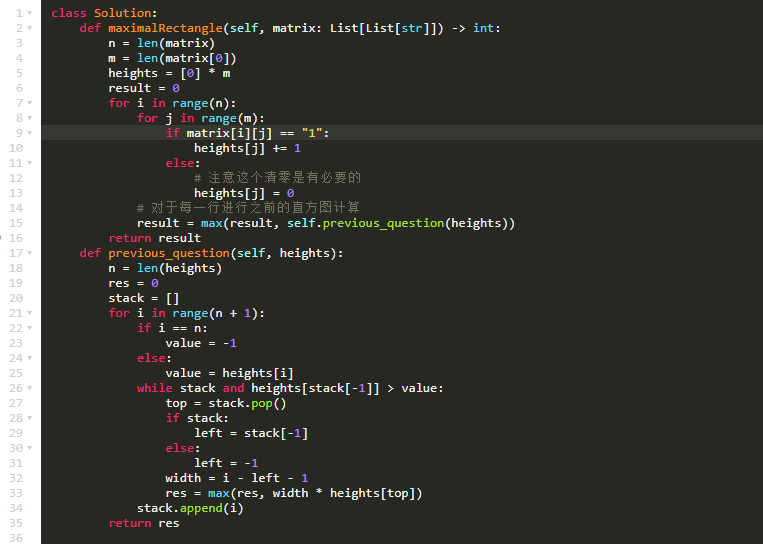 1 class Solution:
2     def maximalRectangle(self, matrix: List[List[str]]) -> int:
3         n = len(matrix)
4         m = len(matrix[0])
5         heights = [0] * m
6         result = 0
7         for i in range(n):
8             for j in range(m):
9                 if matrix[i][j] == "1":
10                     heights[j] += 1
11                 else:
12                     # 注意这个清零是有必要的
13                     heights[j] = 0
14             # 对于每一行进行之前的直方图计算
15             result = max(result, self.previous_question(heights))
16         return result
17     def previous_question(self, heights):
18         n = len(heights)
19         res = 0
20         stack = []
21         for i in range(n + 1):
22             if i == n:
23                 value = -1
24             else:
25                 value = heights[i]
26             while stack and heights[stack[-1]] > value:
27                 top = stack.pop()
28                 if stack:
29                     left = stack[-1]
30                 else:
31                     left = -1
32                 width = i - left - 1
33                 res = max(res, width * heights[top])
34             stack.append(i)
35         return res
36